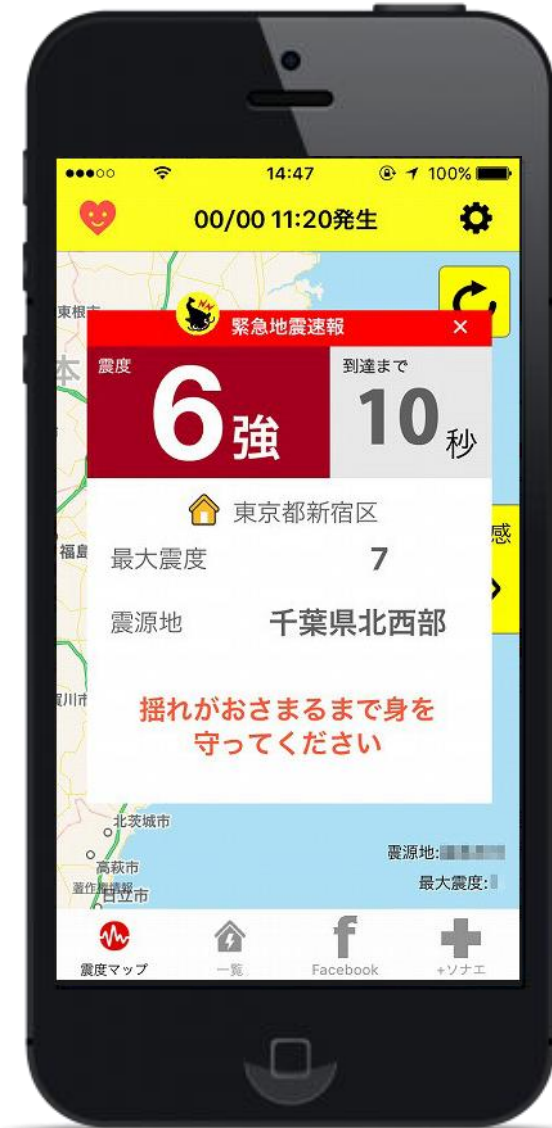 14:47
100%
00/00 11:20発生
東根市
本
緊急地震速報
×
震度
6強
到達まで
10秒
東京都新宿区
福島
感
最大震度
7
震源地
千葉県北西部
揺れがおさまるまで身を
守ってください
北茨城市
高萩市
日立市
震源地:
最大震度:
震度マップ
一覧
Facebook
+ソナエ